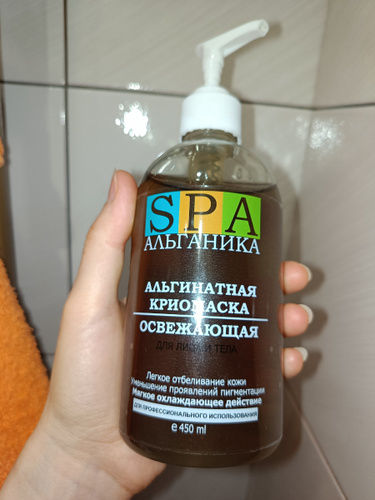 SPA
АЛЬГАНИКА
АЛЬГИНАТНАЯ
КРИОМАСКА
ОСВЕЖАЮЩАЯ
ДЛЯ ЛИЦА И ТЕЛА
Легкое отбеливание кожи
Уменьшение проявлений пигментации
Мягкое охлаждающее действие
ДЛЯ ПРОФЕССИОНАЛЬНОГО ИСПОЛЬЗОВАНИЯ
e 450 ml